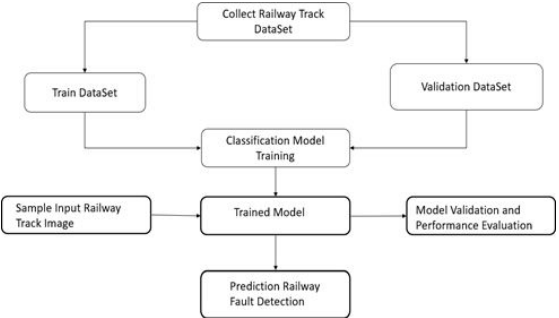 Collect Railway Track
DataSet
Train DataSet
Validation DataSet
Classification Model
Training
Sample Input Railway
Track Image
Trained Model
Model Validation and
Performance Evaluation
Prediction Railway
Fault Detection